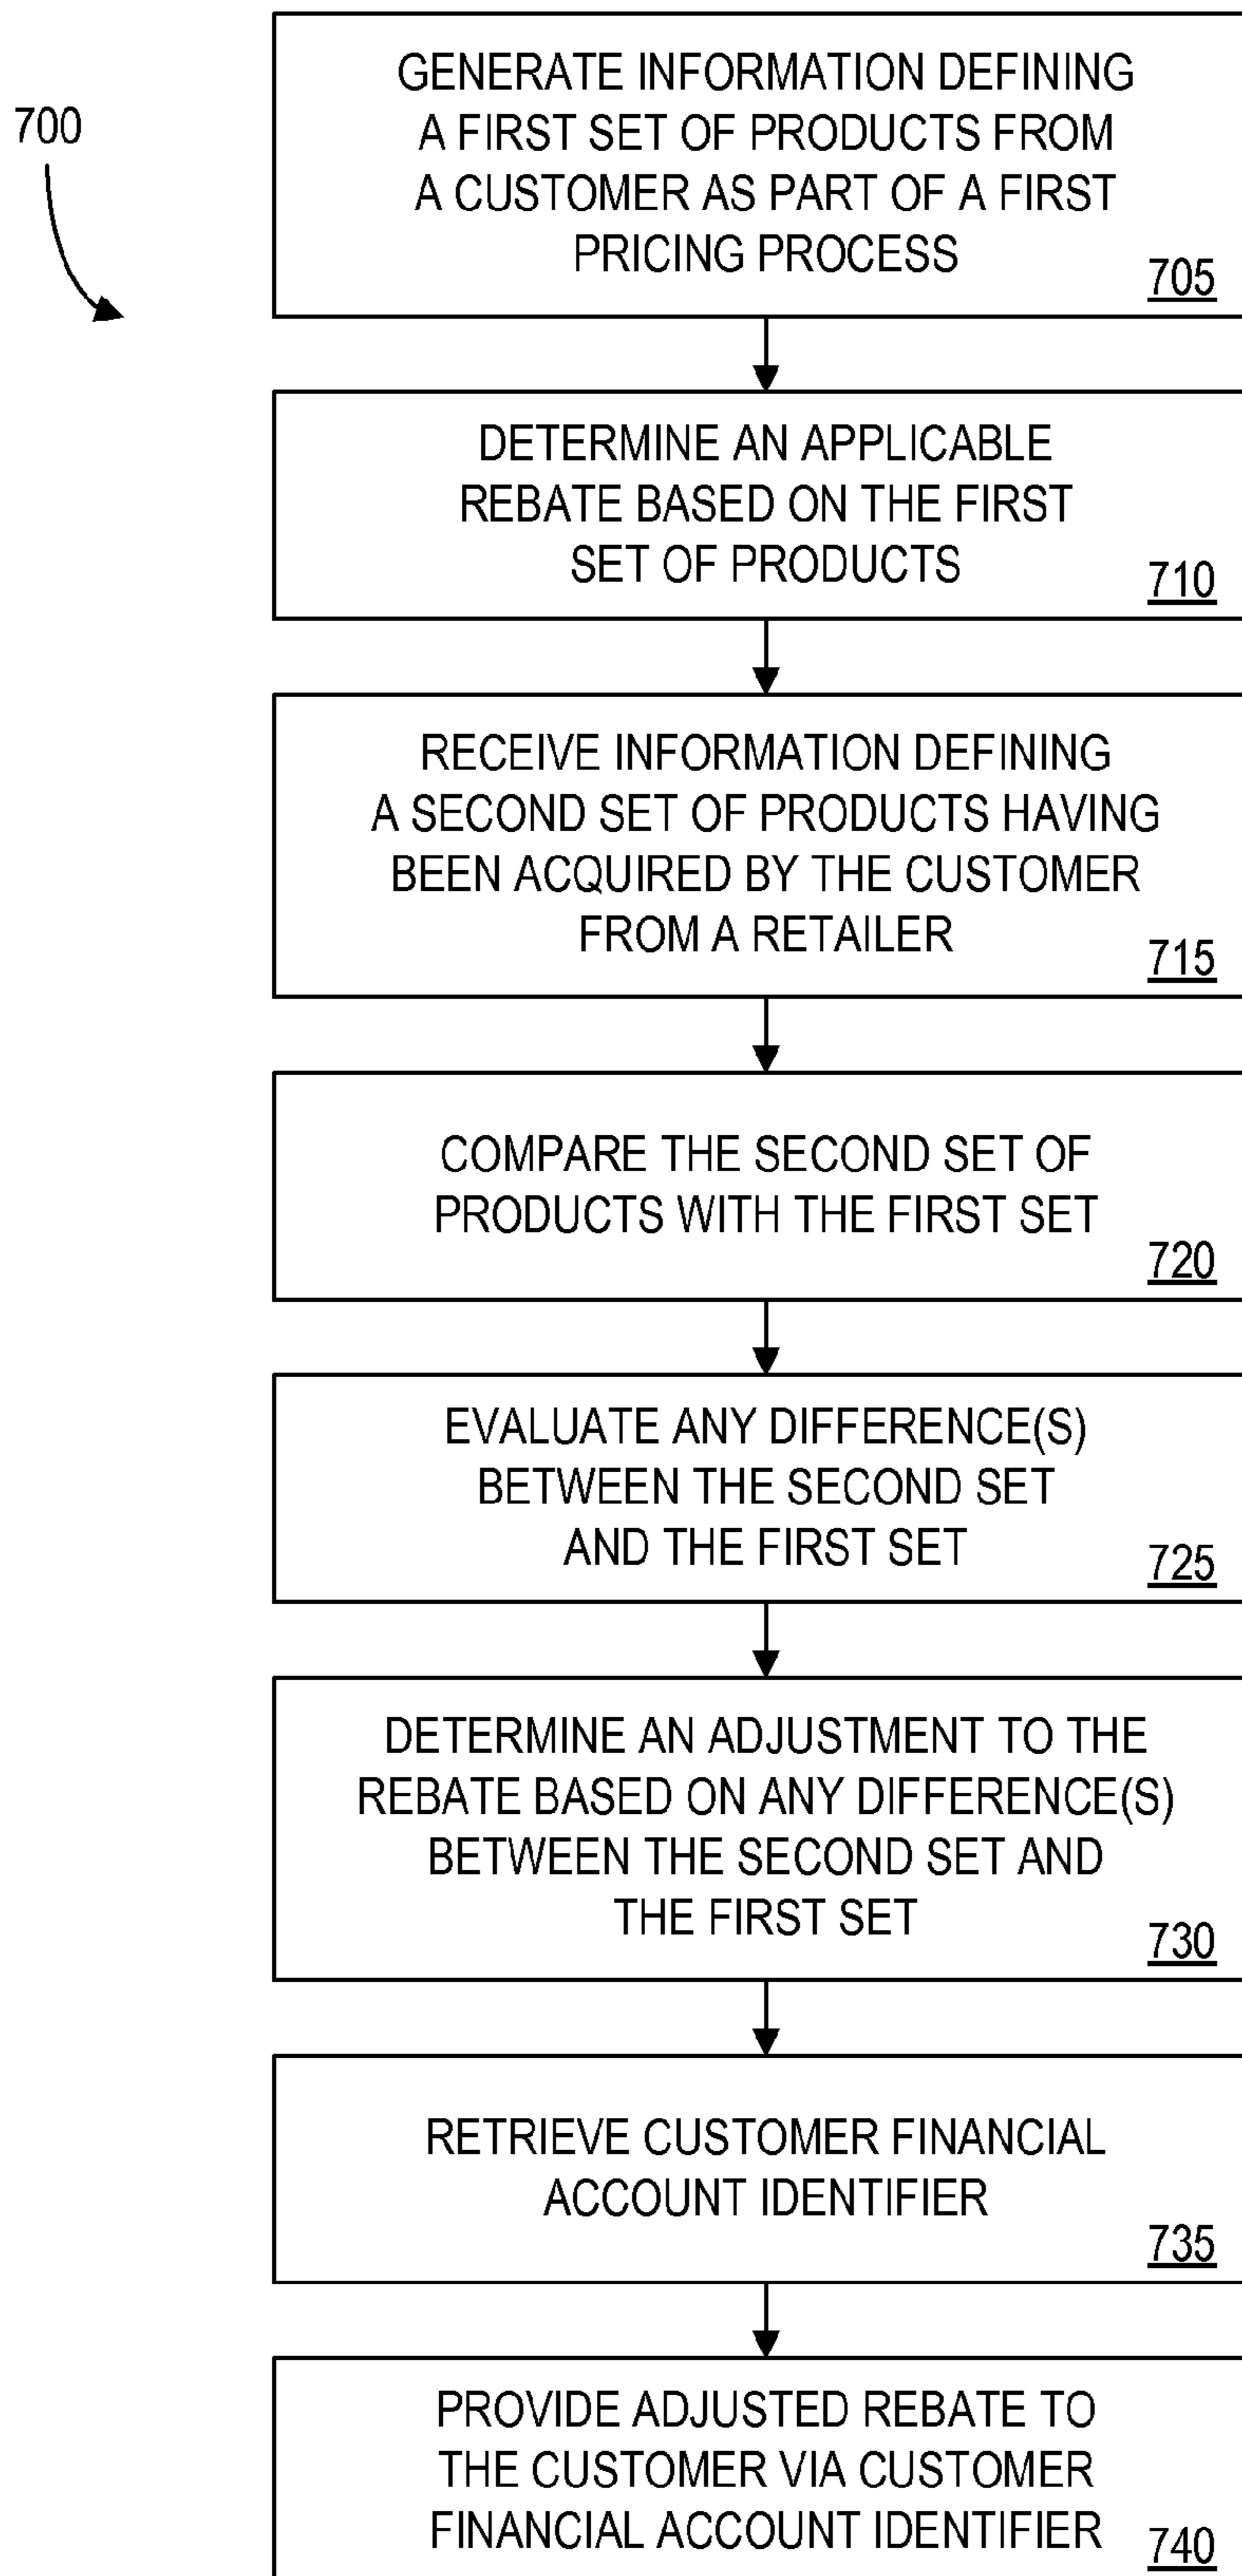 700
GENERATE INFORMATION DEFINING
A FIRST SET OF PRODUCTS FROM
A CUSTOMER AS PART OF A FIRST
PRICING PROCESS
705
DETERMINE AN APPLICABLE
REBATE BASED ON THE FIRST
SET OF PRODUCTS
710
RECEIVE INFORMATION DEFINING
A SECOND SET OF PRODUCTS HAVING
BEEN ACQUIRED BY THE CUSTOMER
FROM A RETAILER
715
COMPARE THE SECOND SET OF
PRODUCTS WITH THE FIRST SET
720
EVALUATE ANY DIFFERENCE(S)
BETWEEN THE SECOND SET
AND THE FIRST SET
725
DETERMINE AN ADJUSTMENT TO THE
REBATE BASED ON ANY DIFFERENCE(S)
BETWEEN THE SECOND SET AND
THE FIRST SET
730
RETRIEVE CUSTOMER FINANCIAL
ACCOUNT IDENTIFIER
735
PROVIDE ADJUSTED REBATE TO
THE CUSTOMER VIA CUSTOMER
FINANCIAL ACCOUNT IDENTIFIER
740